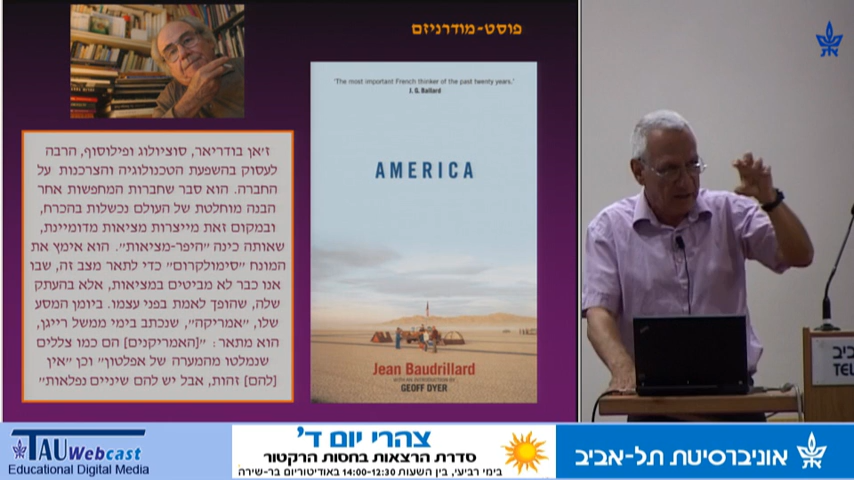 פוסט-מודרניזם
'The most important French thinker of the past twenty years.'
J. G. Ballard
AMERICA
Jean Baudrillard
WITH AN INTRODUCTION BY
GEOFF DYER
ז'אן בודריאר, סוציולוג ופילוסוף, הרבה
לעסוק בהשפעת הטכנולוגיה והצרכנות על
החברה. הוא סבר שחברות המחפשות אחר
הבנה מוחלטת של העולם נכשלות בהכרח,
ובמקום זאת מייצרות מציאות מדומיינת,
שאותה כינה "היפר-מציאות". הוא אימץ את
המונח "סימולקרום" כדי לתאר מצב זה, שבו
אנו כבר לא מביטים במציאות, אלא בהעתק
שלה, שהופך לאמת בפני עצמו. ביומן המסע
שלו, "אמריקה", שנכתב בימי ממשל רייגן,
הוא מתאר: "[האמריקנים] הם כמו צללים
שנמלטו מהמערה של אפלטון" וכן "אין
[להם] זהות, אבל יש להם שיניים נפלאות"
TAU Webcast
Educational Digital Media
צהרי יום ד'
סדרת הרצאות בחסות הרקטור
בימי רביעי, בין השעות 14:00-12:30 באודיטוריום בר-שירה
אוניברסיטת תל-אביב